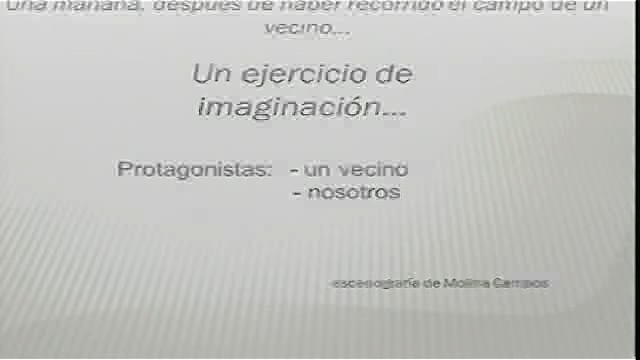 Una mañana, después de haber recorrido el campo de un
vecino...
Un ejercicio de
imaginación...
Protagonistas: - un vecino
- nosotros
escenografía de Molina Campos